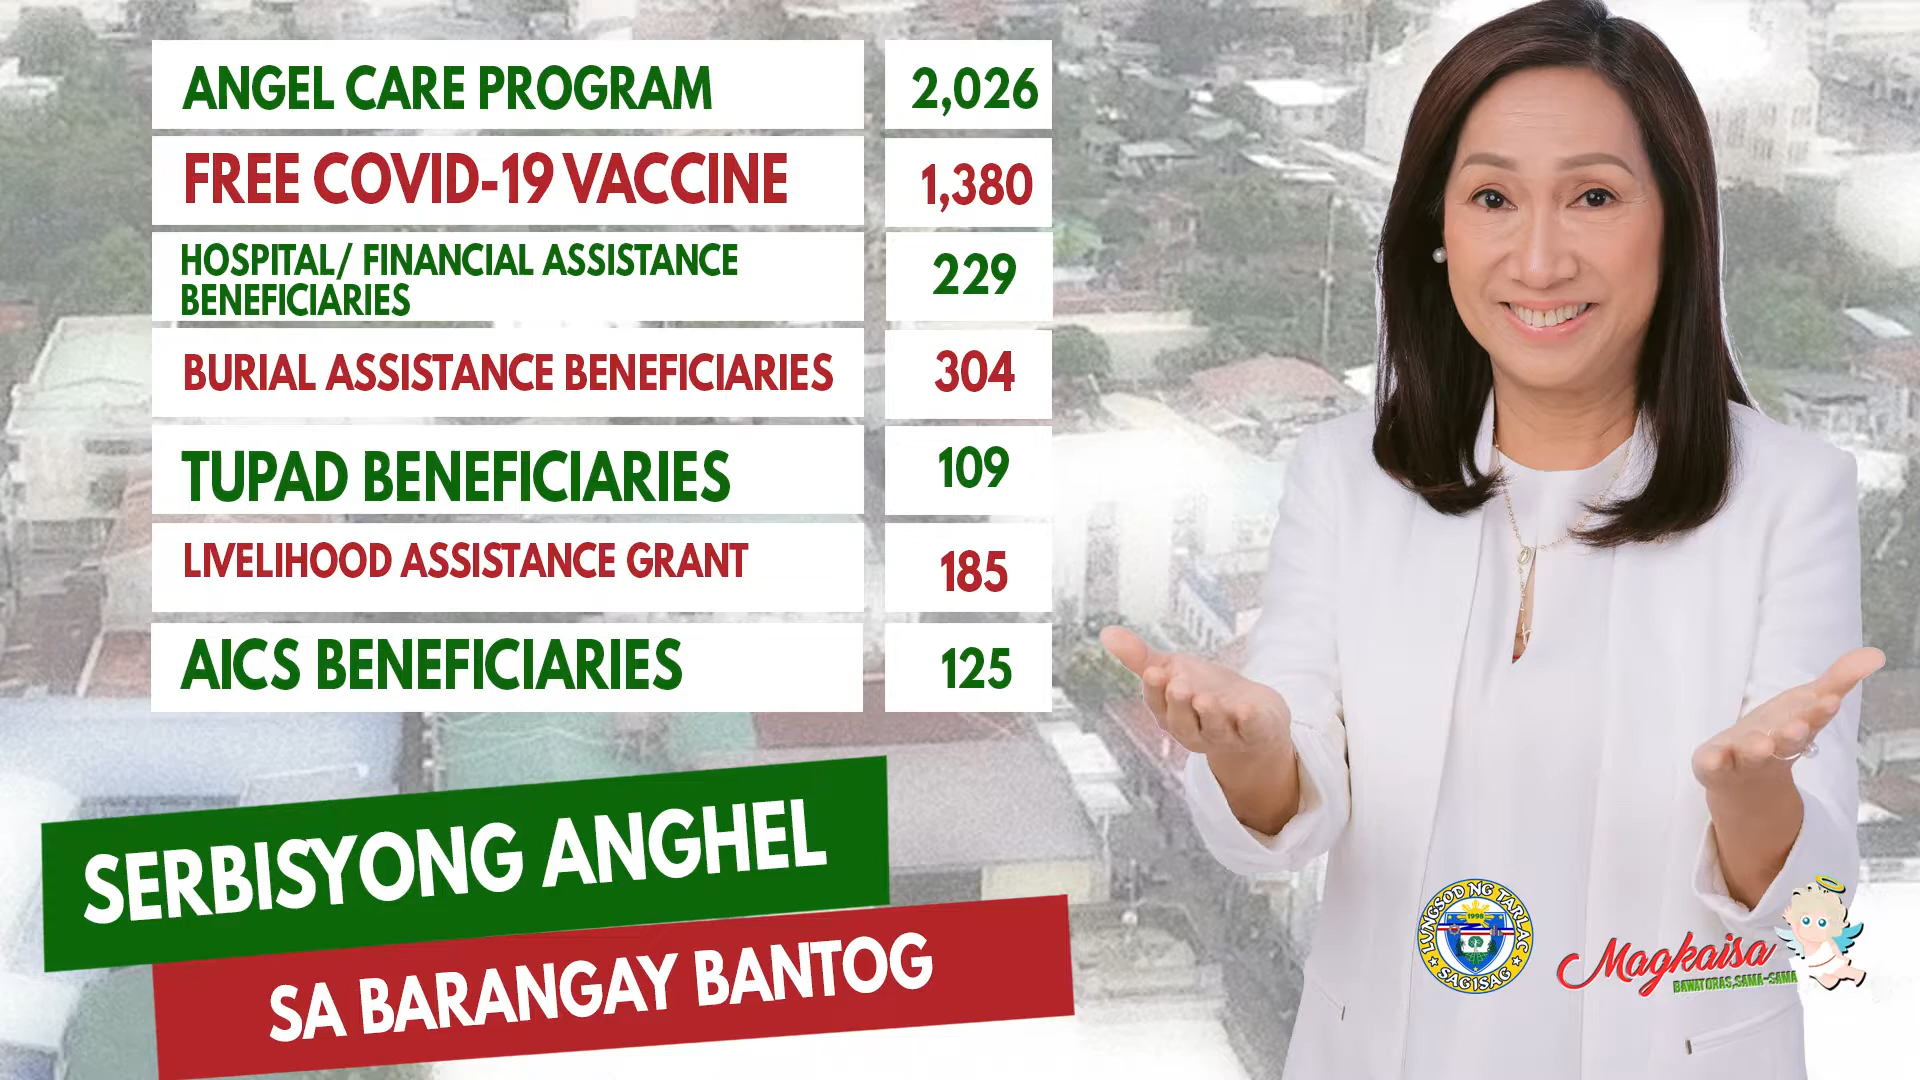 ANGEL CARE PROGRAM 2,026
FREE COVID-19 VACCINE 1,380
HOSPITAL/ FINANCIAL ASSISTANCE
BENEFICIARIES 229
BURIAL ASSISTANCE BENEFICIARIES 304
TUPAD BENEFICIARIES 109
LIVELIHOOD ASSISTANCE GRANT 185
AICS BENEFICIARIES 125
SERBISYONG ANGHEL
SA BARANGAY BANTOG
LUNGSOD NG TARLAC
1998
SAGISAG
Magkaisa
BAWAT ORAS, SAMA-SAMA